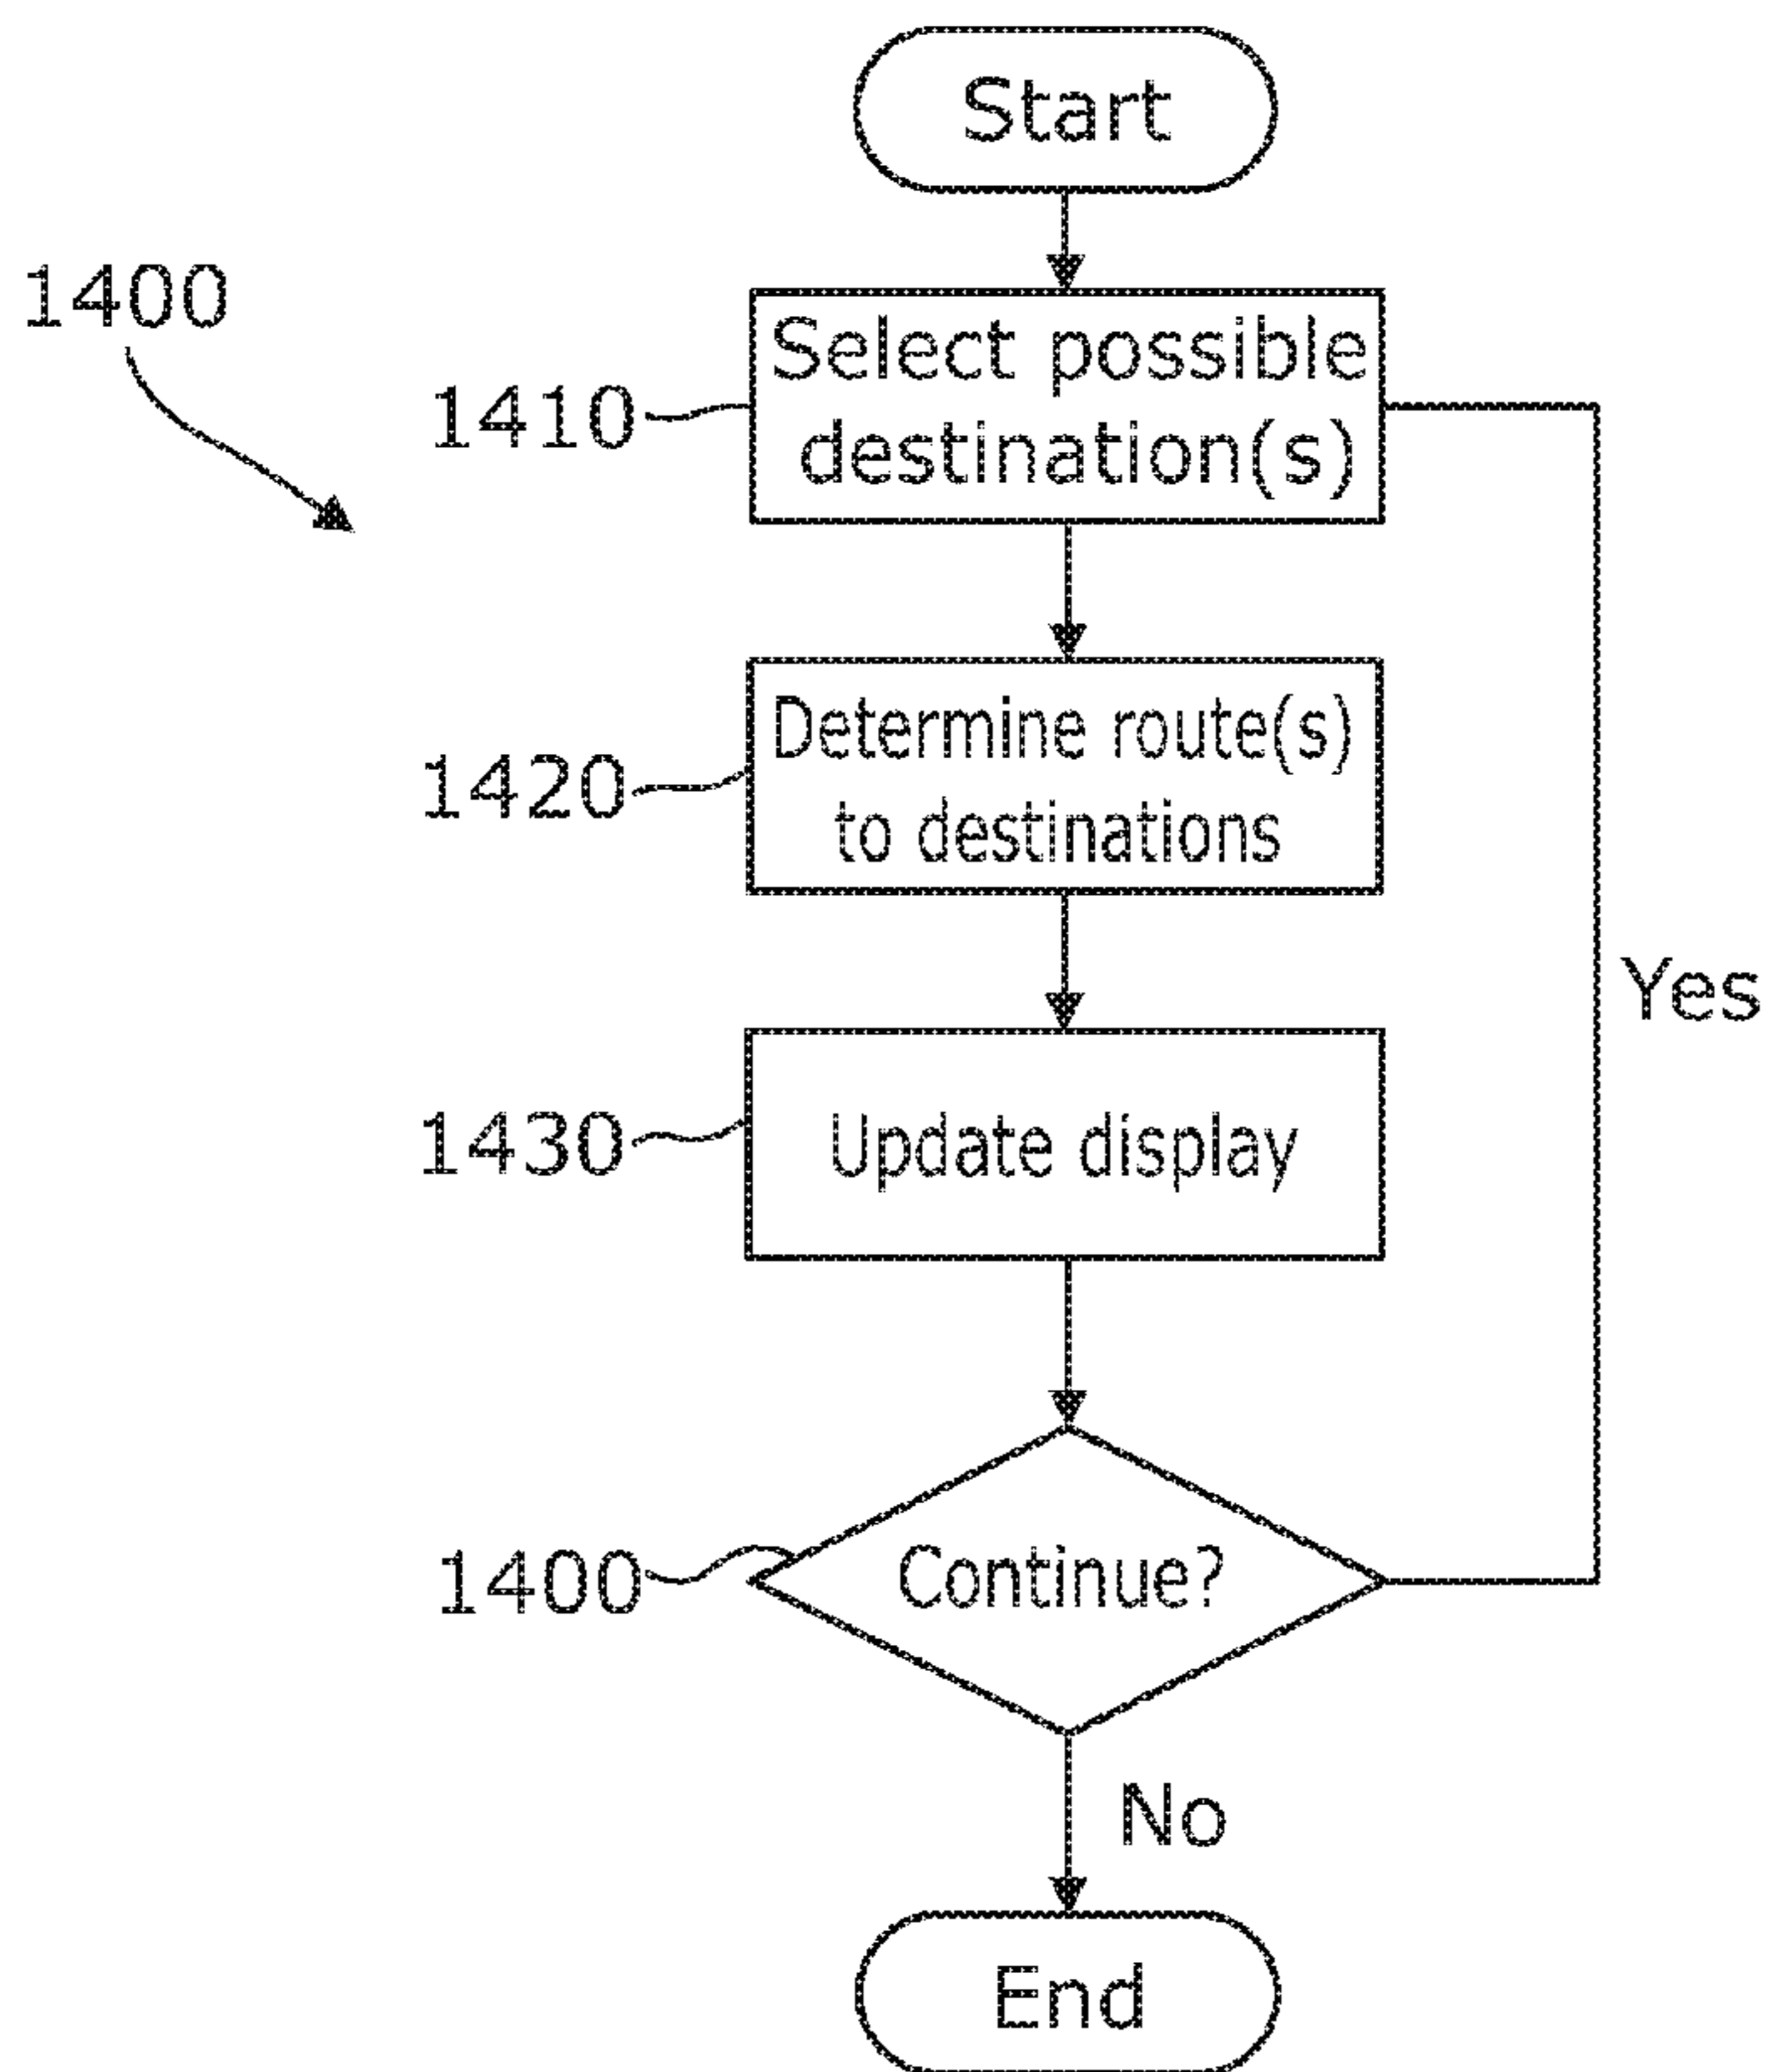 Start
1400
Select possible
destination(s)
1410
Determine route(s)
to destinations
1420
Yes
Update display
1430
Continue?
1400
No
End